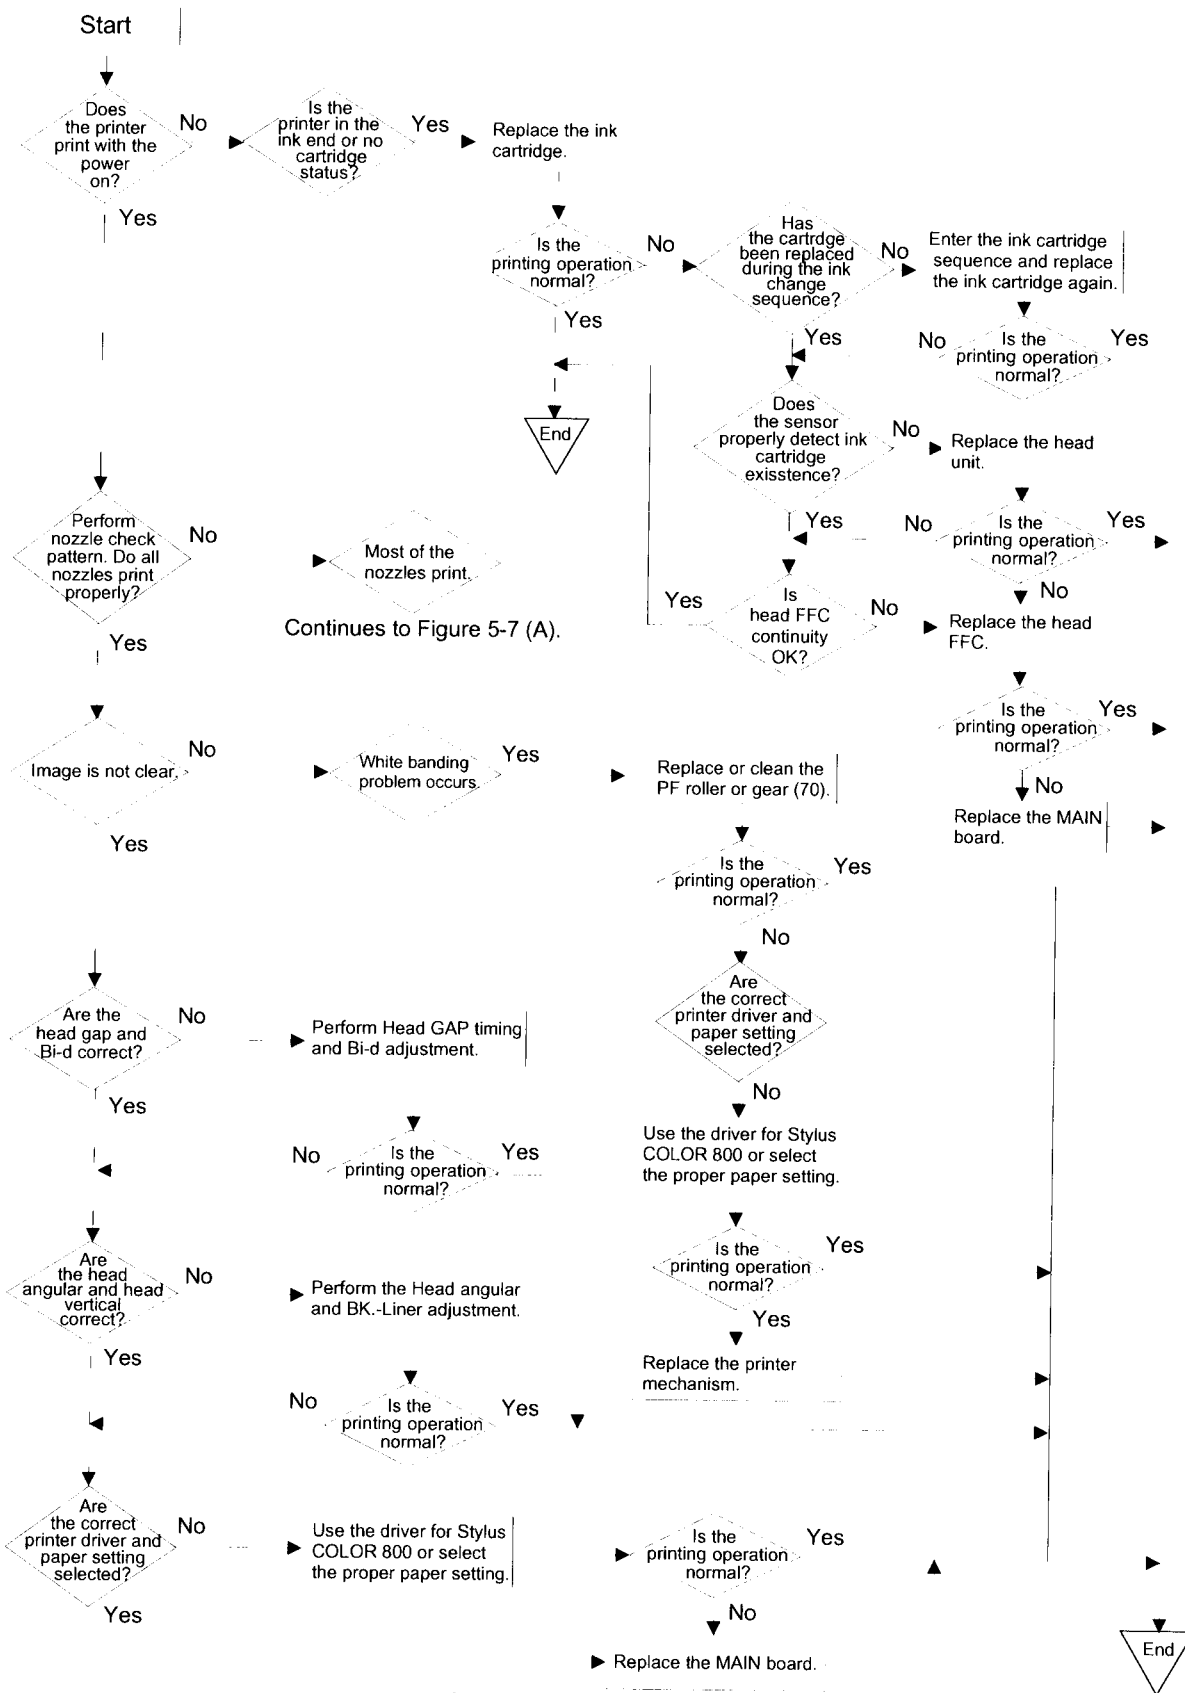 Start
Does
the printer
print with the
power
on?
No
Yes
Is the
printer in the
ink end or no
cartridge
status?
Yes
Replace the ink
cartridge.
Is the
printing operation
normal?
No
Yes
End
Has
the cartrdge
been replaced
during the ink
change
sequence?
No
Yes
Enter the ink cartridge
sequence and replace
the ink cartridge again.
No
Is the
printing operation
normal?
Yes
Does
the sensor
properly detect ink
cartridge
exisstence?
No
Yes
Replace the head
unit.
No
Is the
printing operation
normal?
Yes
No
Yes
Is
head FFC
continuity
OK?
No
Replace the head
FFC.
Is the
printing operation
normal?
Yes
No
Replace the MAIN
board.
Perform
nozzle check
pattern. Do all
nozzles print
properly?
No
Yes
Most of the
nozzles print.
Continues to Figure 5-7 (A).
Image is not clear.
No
Yes
White banding
problem occurs.
Yes
Replace or clean the
PF roller or gear (70).
Is the
printing operation
normal?
Yes
No
Are
the correct
printer driver and
paper setting
selected?
No
Use the driver for Stylus
COLOR 800 or select
the proper paper setting.
Is the
printing operation
normal?
Yes
Yes
Replace the printer
mechanism.
Are the
head gap and
Bi-d correct?
No
Yes
Perform Head GAP timing
and Bi-d adjustment.
No
Is the
printing operation
normal?
Yes
Are
the head
angular and head
vertical
correct?
No
Yes
Perform the Head angular
and BK.-Liner adjustment.
No
Is the
printing operation
normal?
Yes
Are
the correct
printer driver and
paper setting
selected?
No
Yes
Use the driver for Stylus
COLOR 800 or select
the proper paper setting.
Is the
printing operation
normal?
Yes
No
Replace the MAIN board.
End